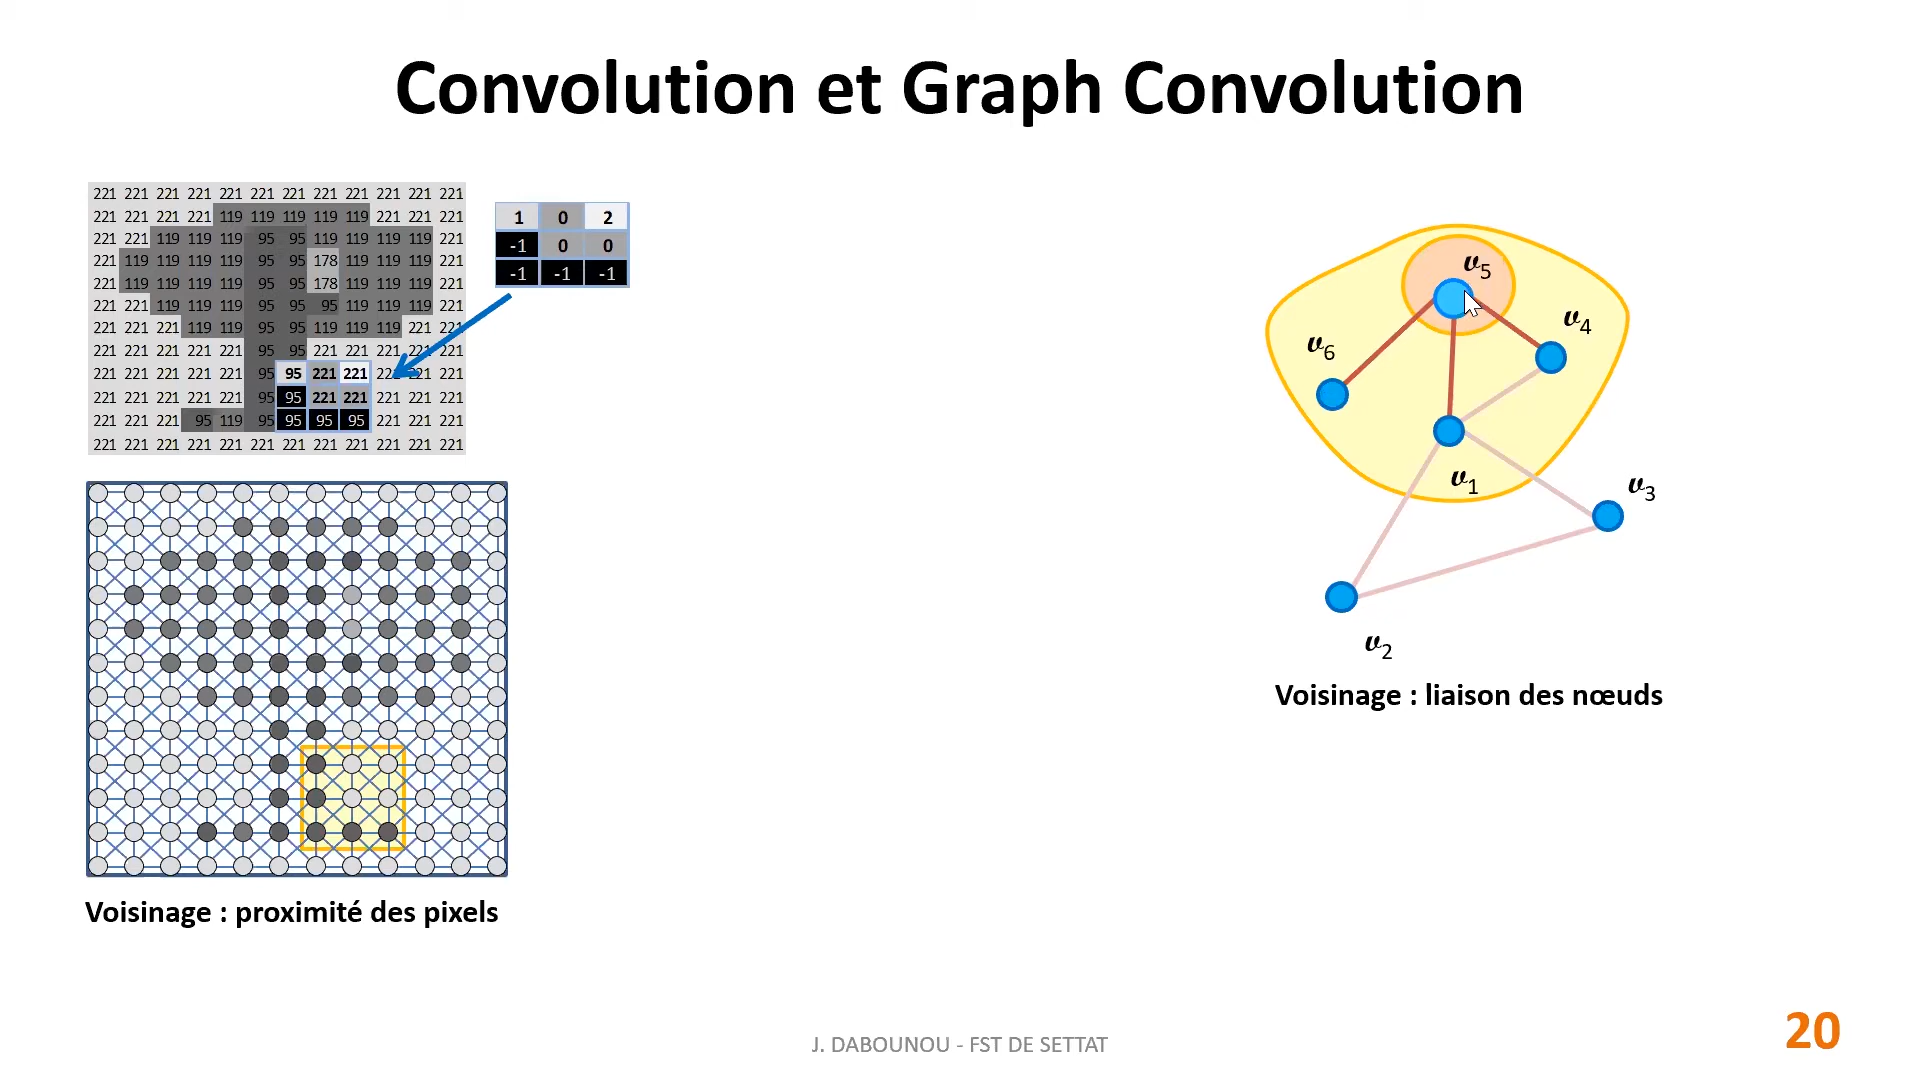 Convolution et Graph Convolution
221 221 221 221 221 221 221 221 221 221 221 221
221 221 221 221 119 119 119 119 119 221 221 221
221 221 119 119 119 95 95 119 119 119 119 221
221 119 119 119 119 95 95 178 119 119 119 221
221 119 119 119 119 95 95 178 119 119 119 221
221 221 119 119 119 95 95 95 119 119 119 221
221 221 221 119 119 95 95 119 119 119 221 221
221 221 221 221 221 95 95 221 221 221 221 221
221 221 221 221 221 95 95 221 221 221 221 221
221 221 221 221 221 95 95 221 221 221 221 221
221 221 221 95 119 95 95 95 95 221 221 221
221 221 221 221 221 221 221 221 221 221 221 221
1 0 2
-1 0 0
-1 -1 -1
Voisinage : proximité des pixels
v5
v4
v6
v1
v3
v2
Voisinage : liaison des nœuds
J. DABOUNOU - FST DE SETTAT
20